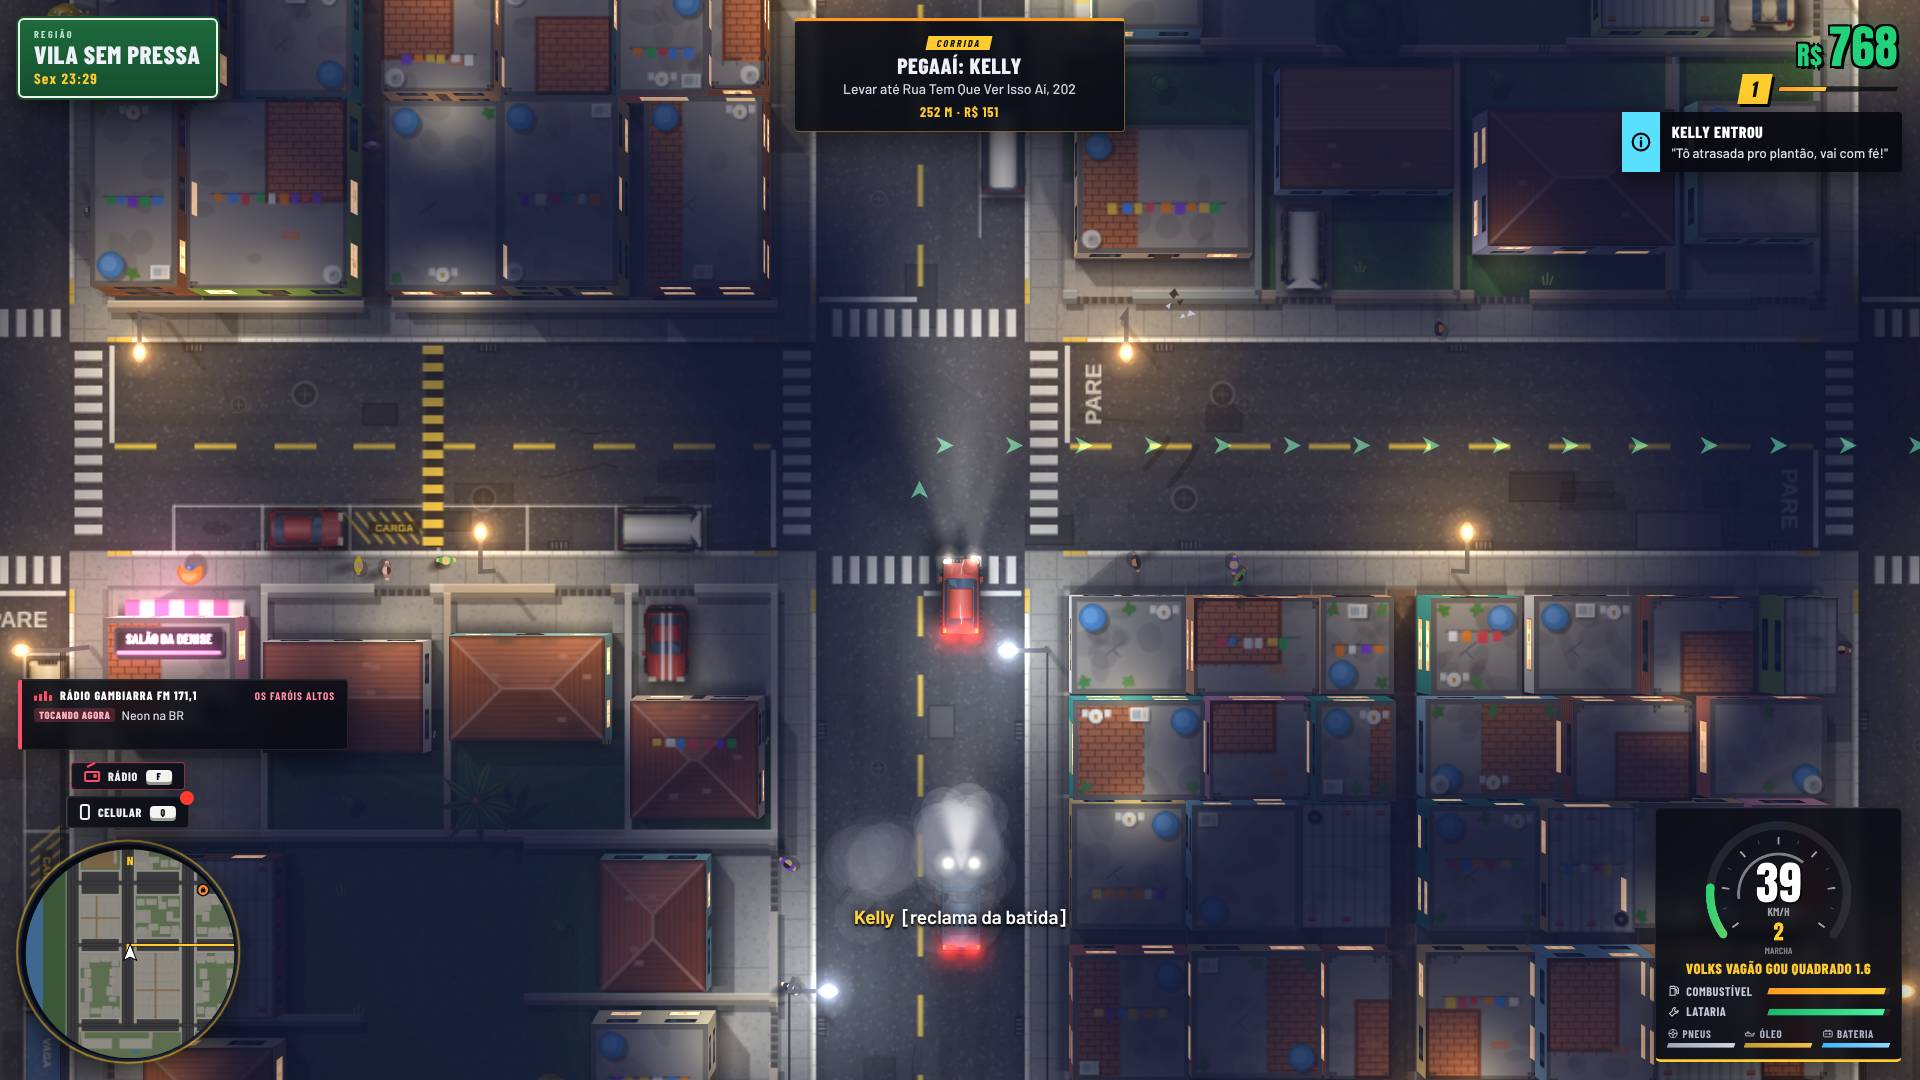 REGIÃO
VILA SEM PRESSA
Sex 23:29
CORRIDA
PEGAAÍ: KELLY
Levar até Rua Tem Que Ver Isso Aí, 202
252 M · R$ 151
R$ 768
1
KELLY ENTROU
"Tô atrasada pro plantão, vai com fé!"
PARE
PARE
CARGA
PARE
SALÃO DA DENISE
RÁDIO GAMBIARRA FM 171,1
OS FARÓIS ALTOS
TOCANDO AGORA Neon na BR
RÁDIO F
CELULAR Q
N
Kelly [reclama da batida]
39
KM/H
2
MARCHA
VOLKS VAGÃO GOU QUADRADO 1.6
COMBUSTÍVEL
LATARIA
PNEUS
ÓLEO
BATERIA